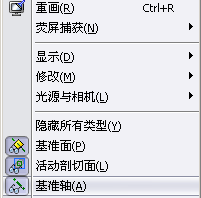 重画(R) Ctrl+R
荧屏捕获(N)
显示(D)
修改(M)
光源与相机(L)
隐藏所有类型(Y)
基准面(P)
活动剖切面(L)
基准轴(A)